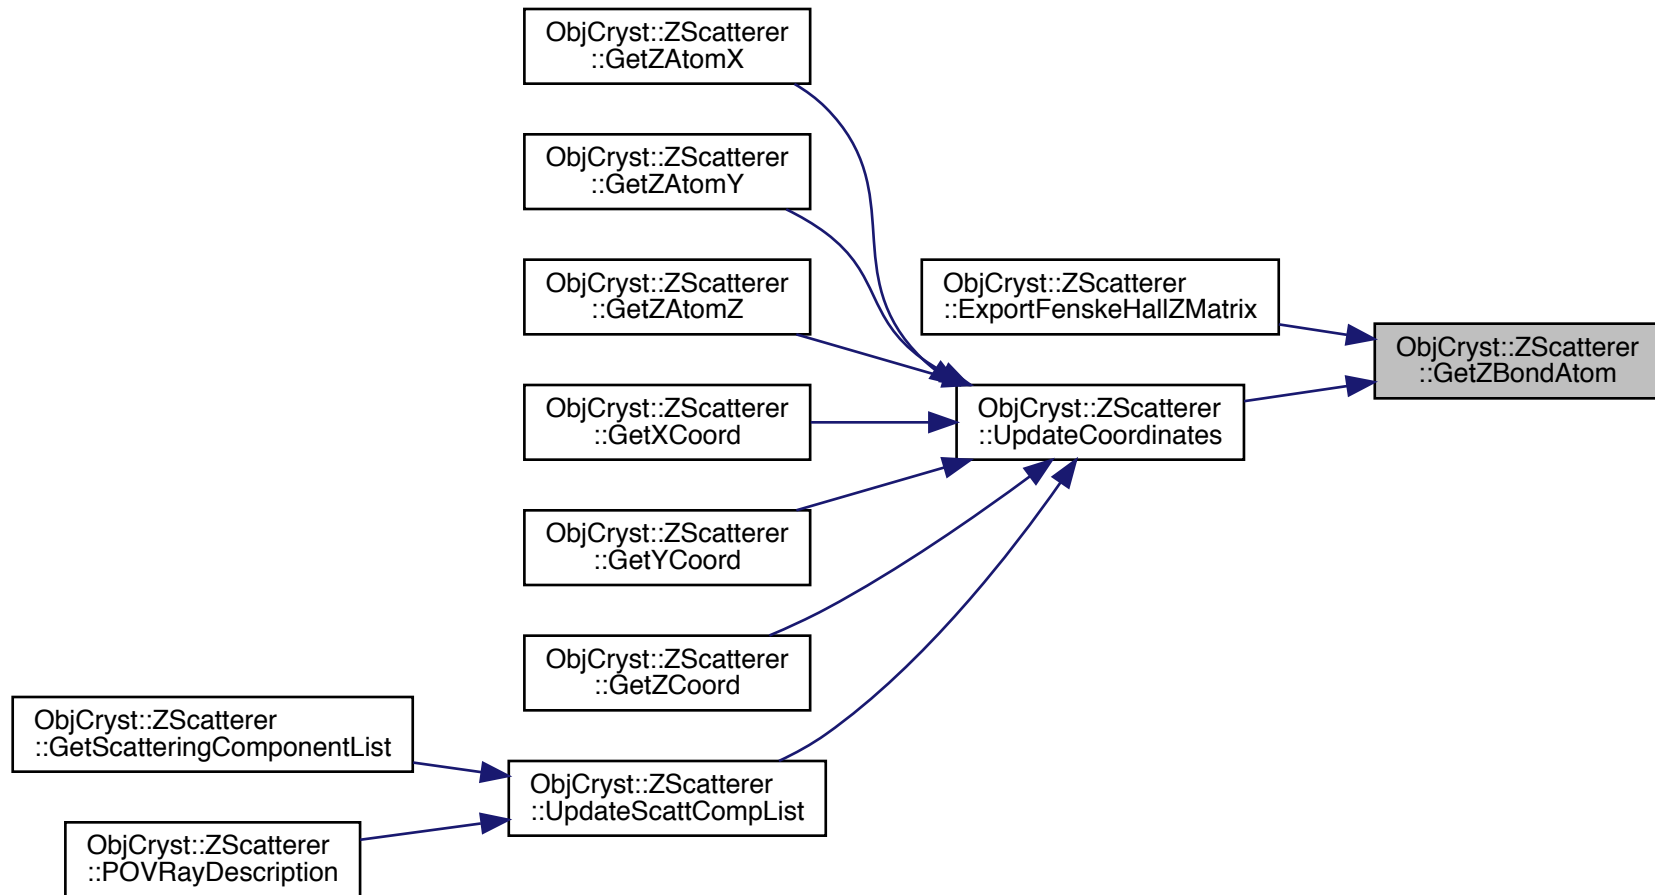 ObjCryst::ZScatterer
::GetZAtomX
ObjCryst::ZScatterer
::GetZAtomY
ObjCryst::ZScatterer
::GetZAtomZ
ObjCryst::ZScatterer
::ExportFenskeHallZMatrix
ObjCryst::ZScatterer
::GetZBondAtom
ObjCryst::ZScatterer
::GetXCoord
ObjCryst::ZScatterer
::UpdateCoordinates
ObjCryst::ZScatterer
::GetYCoord
ObjCryst::ZScatterer
::GetZCoord
ObjCryst::ZScatterer
::GetScatteringComponentList
ObjCryst::ZScatterer
::UpdateScattCompList
ObjCryst::ZScatterer
::POVRayDescription